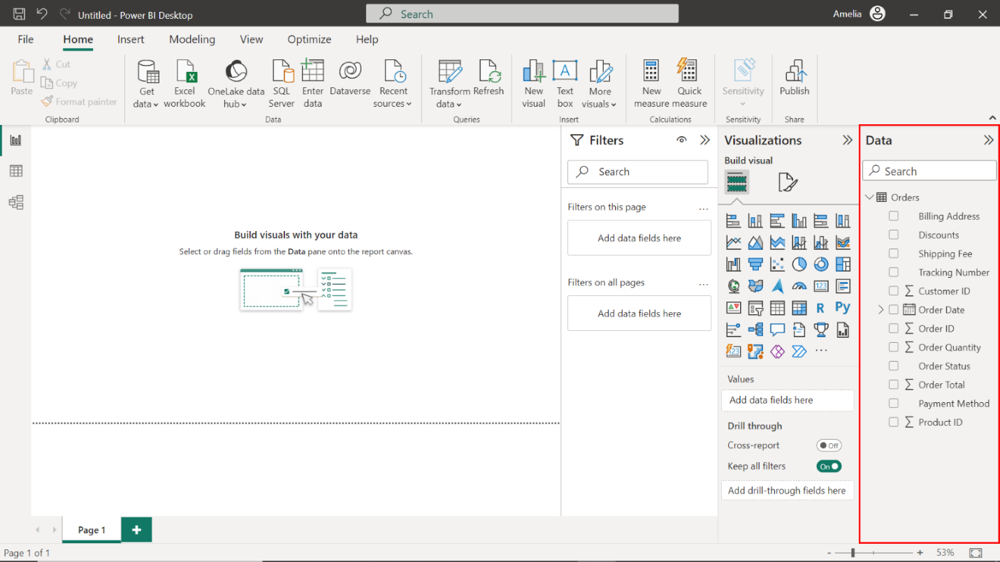 Untitled - Power BI Desktop
Search
Amelia
File
Home
Insert
Modeling
View
Optimize
Help
Paste
Cut
Copy
Format painter
Clipboard
Get data
Excel workbook
OneLake data hub
SQL Server
Enter data
Dataverse
Recent sources
Data
Transform data
Refresh
Queries
New visual
Text box
More visuals
Insert
New measure
Quick measure
Calculations
Sensitivity
Sensitivity
Publish
Share
Build visuals with your data
Select or drag fields from the Data pane onto the report canvas.
Filters
Search
Filters on this page
...
Add data fields here
Filters on all pages
...
Add data fields here
Visualizations
Build visual
123
R
Py
123
...
Values
Add data fields here
Drill through
Cross-report
Off
Keep all filters
On
Add drill-through fields here
Data
Search
Orders
Billing Address
Discounts
Shipping Fee
Tracking Number
∑ Customer ID
Order Date
∑ Order ID
∑ Order Quantity
Order Status
∑ Order Total
Payment Method
∑ Product ID
Page 1
+
Page 1 of 1
- + 53%